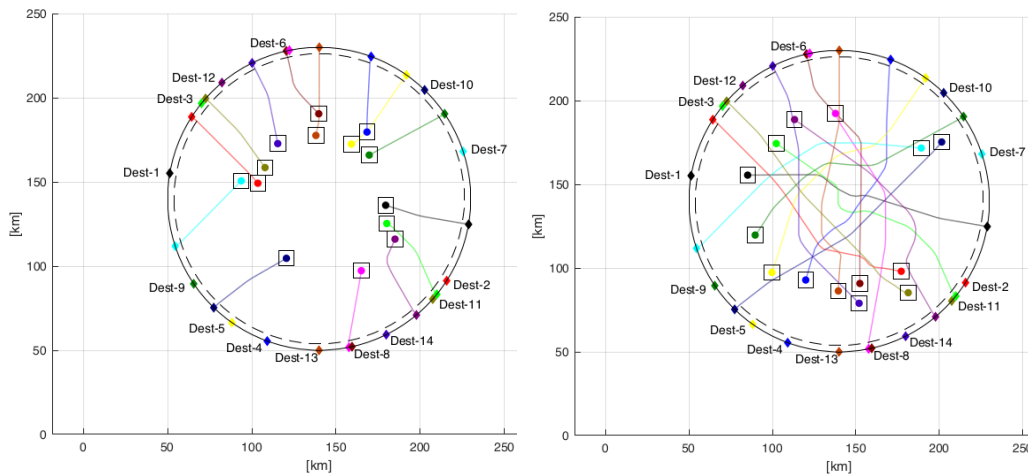 250
200
150
100
50
0
[km]
Dest-6
Dest-12
Dest-3
Dest-10
Dest-7
Dest-1
Dest-9
Dest-2
Dest-11
Dest-5
Dest-4
Dest-14
Dest-13
Dest-8
0 50 100 150 200 250
[km]
250
200
150
100
50
0
[km]
Dest-6
Dest-12
Dest-3
Dest-10
Dest-7
Dest-1
Dest-9
Dest-2
Dest-11
Dest-5
Dest-4
Dest-14
Dest-13
Dest-8
0 50 100 150 200 250
[km]